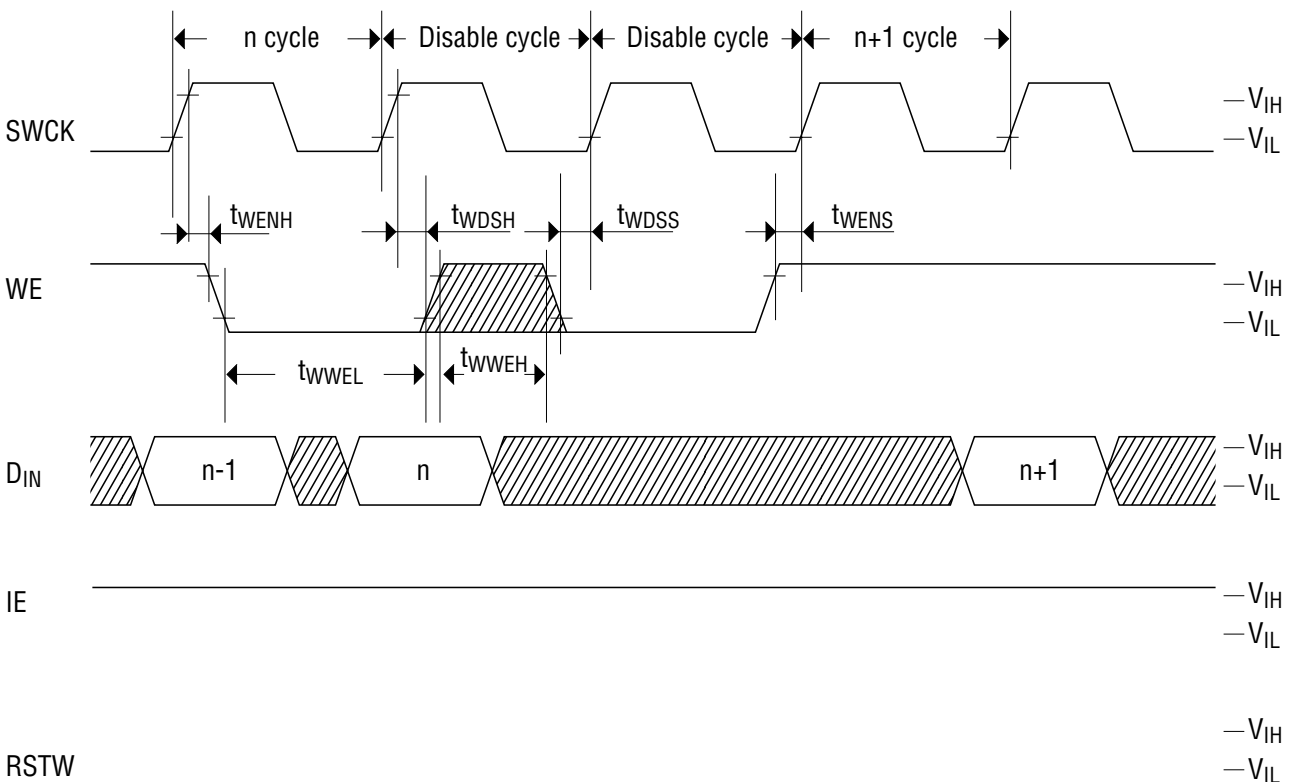 n cycle Disable cycle Disable cycle n+1 cycle
SWCK
VIH
VIL
tWENH tWDSH tWDSS tWENS
WE
VIH
VIL
tWWEL tWWEH
DIN
n-1 n n+1
VIH
VIL
IE
VIH
VIL
RSTW
VIH
VIL